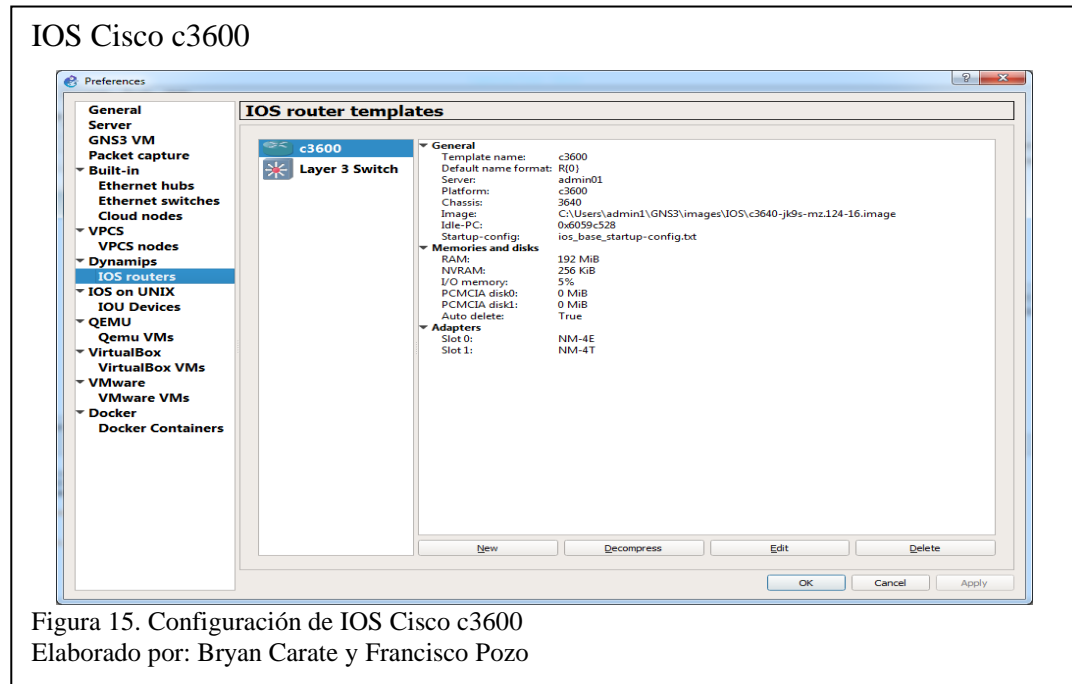 IOS Cisco c3600
Preferences
General
Server
GNS3 VM
Packet capture
Built-in
Ethernet hubs
Ethernet switches
Cloud nodes
VPCS
VPCS nodes
Dynamips
IOS routers
IOS on UNIX
IOU Devices
QEMU
Qemu VMs
VirtualBox
VirtualBox VMs
VMware
VMware VMs
Docker
Docker Containers
IOS router templates
c3600
Layer 3 Switch
General
Template name: c3600
Default name format: R{0}
Server: admin01
Platform: c3600
Chassis: 3640
Image: C:\Users\admin1\GNS3\images\IOS\c3640-jk9s-mz.124-16.image
Idle-PC: 0x6059c528
Startup-config: ios_base_startup-config.txt
Memories and disks
RAM: 192 MiB
NVRAM: 256 KiB
I/O memory: 5%
PCMCIA disk0: 0 MiB
PCMCIA disk1: 0 MiB
Auto delete: True
Adapters
Slot 0: NM-4E
Slot 1: NM-4T
New Decompress Edit Delete
OK Cancel Apply
Figura 15. Configuración de IOS Cisco c3600
Elaborado por: Bryan Carate y Francisco Pozo